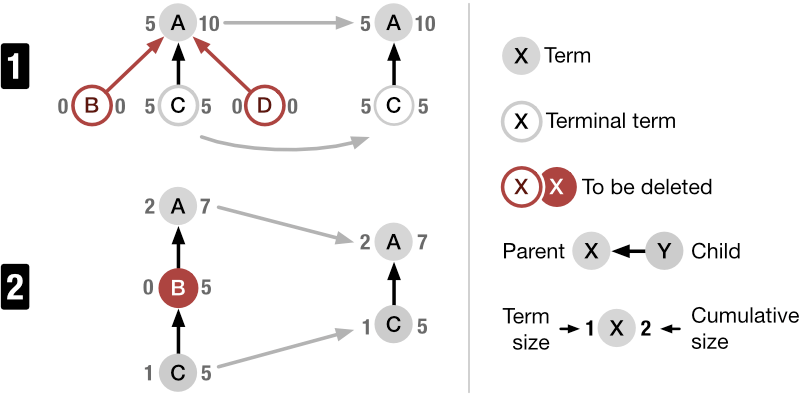 1
5 A 10
5 A 10
0 B 0
5 C 5
0 D 0
5 C 5
2
2 A 7
2 A 7
0 B 5
1 C 5
1 C 5
X Term
X Terminal term
X X To be deleted
Parent X Y Child
Term size
1 X 2
Cumulative size